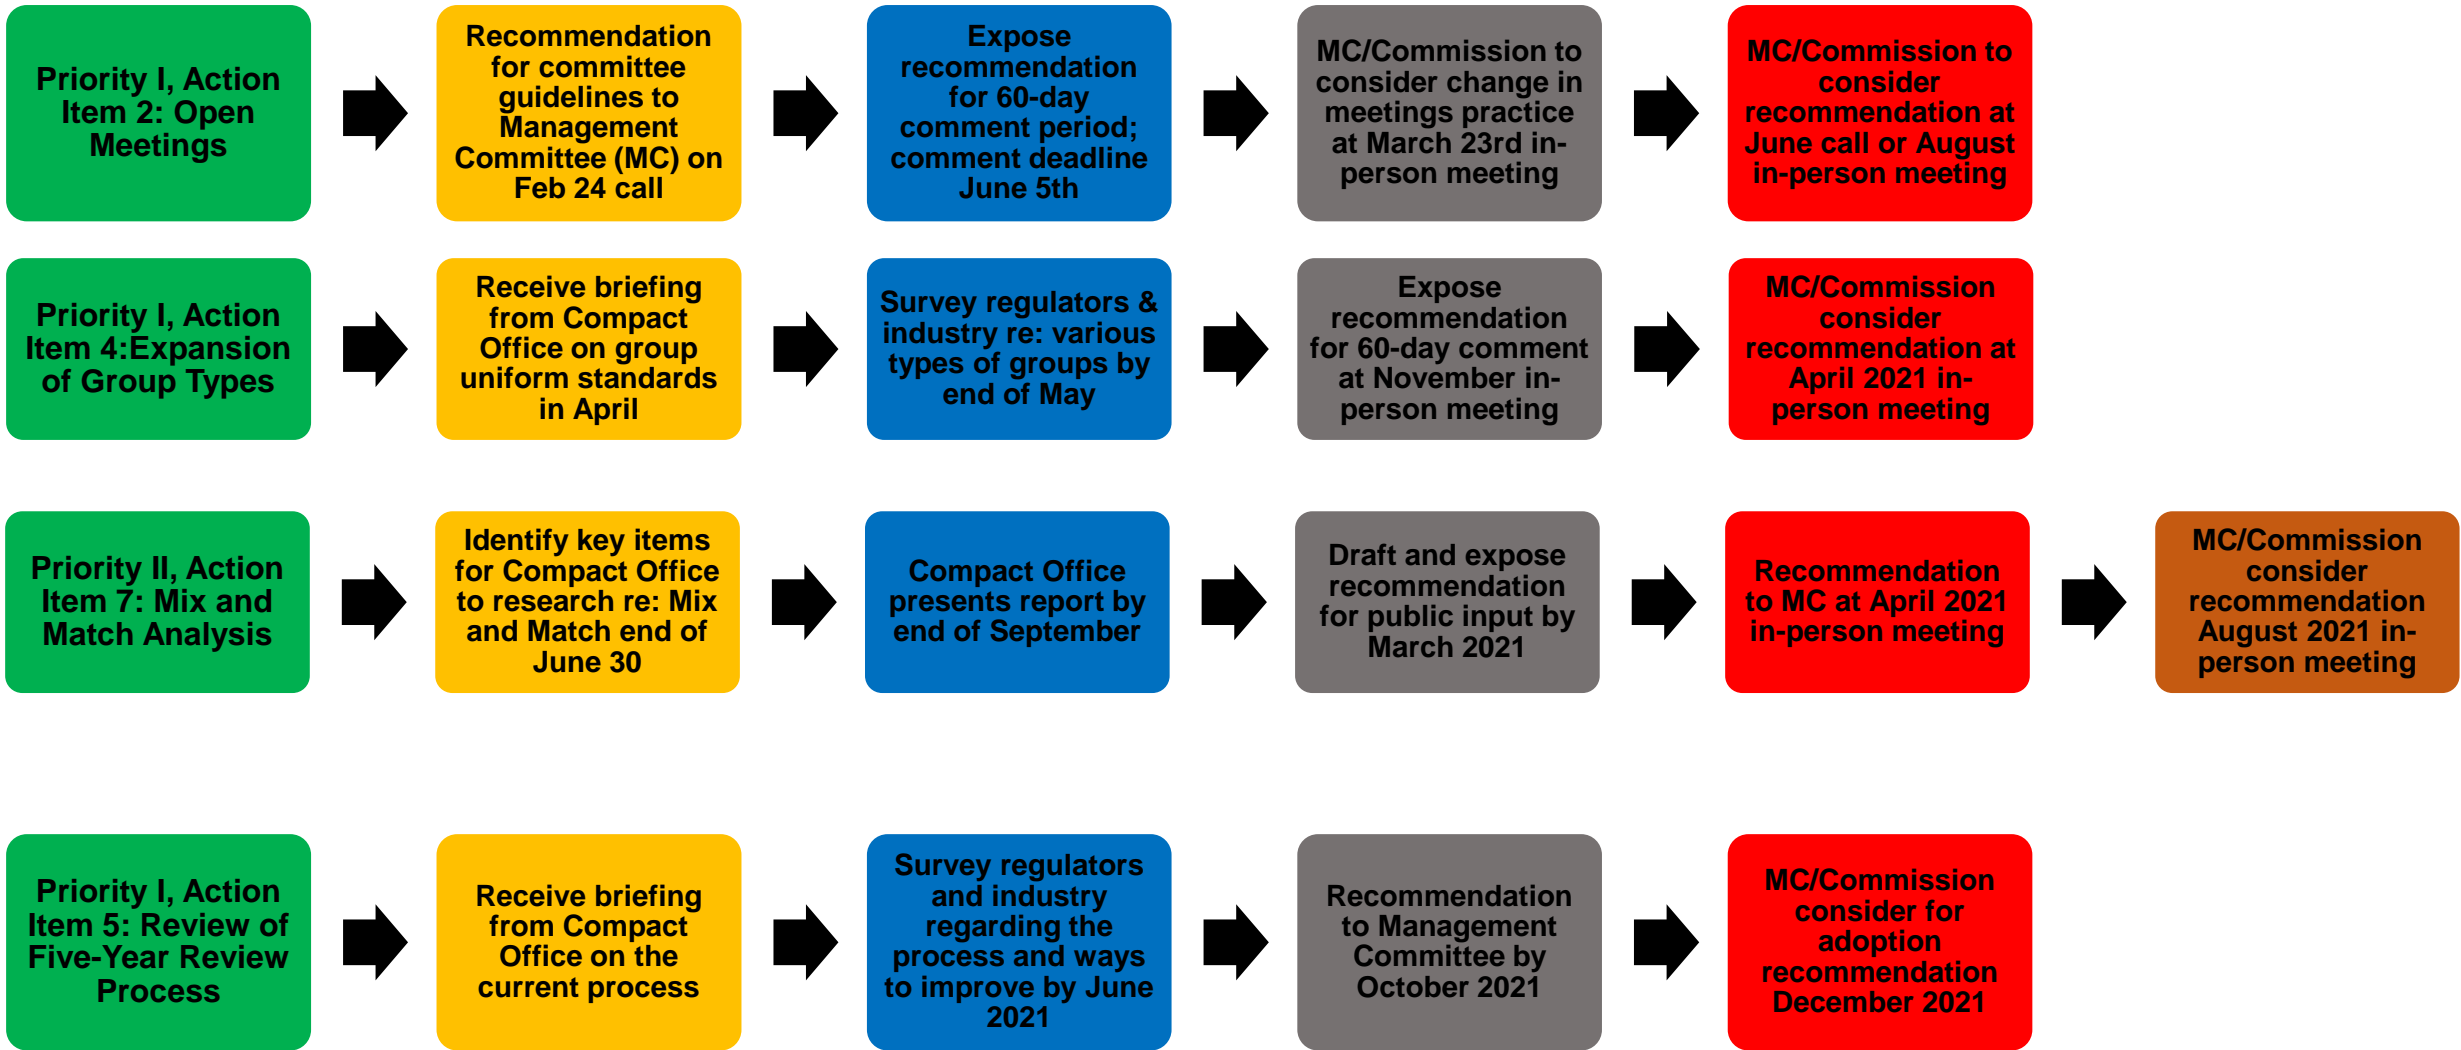 Priority I, Action
Item 2: Open
Meetings
Recommendation
for committee
guidelines to
Management
Committee (MC) on
Feb 24 call
Expose
recommendation
for 60-day
comment period;
comment deadline
June 5th
MC/Commission to
consider change in
meetings practice
at March 23rd in-
person meeting
MC/Commission to
consider
recommendation at
June call or August
in-person meeting
Priority I, Action
Item 4:Expansion
of Group Types
Receive briefing
from Compact
Office on group
uniform standards
in April
Survey regulators &
industry re: various
types of groups by
end of May
Expose
recommendation
for 60-day comment
at November in-
person meeting
MC/Commission
consider
recommendation at
April 2021 in-
person meeting
Priority II, Action
Item 7: Mix and
Match Analysis
Identify key items
for Compact Office
to research re: Mix
and Match end of
June 30
Compact Office
presents report by
end of September
Draft and expose
recommendation
for public input by
March 2021
Recommendation
to MC at April 2021
in-person meeting
MC/Commission
consider
recommendation
August 2021 in-
person meeting
Priority I, Action
Item 5: Review of
Five-Year Review
Process
Receive briefing
from Compact
Office on the
current process
Survey regulators
and industry
regarding the
process and ways
to improve by June
2021
Recommendation
to Management
Committee by
October 2021
MC/Commission
consider for
adoption
recommendation
December 2021